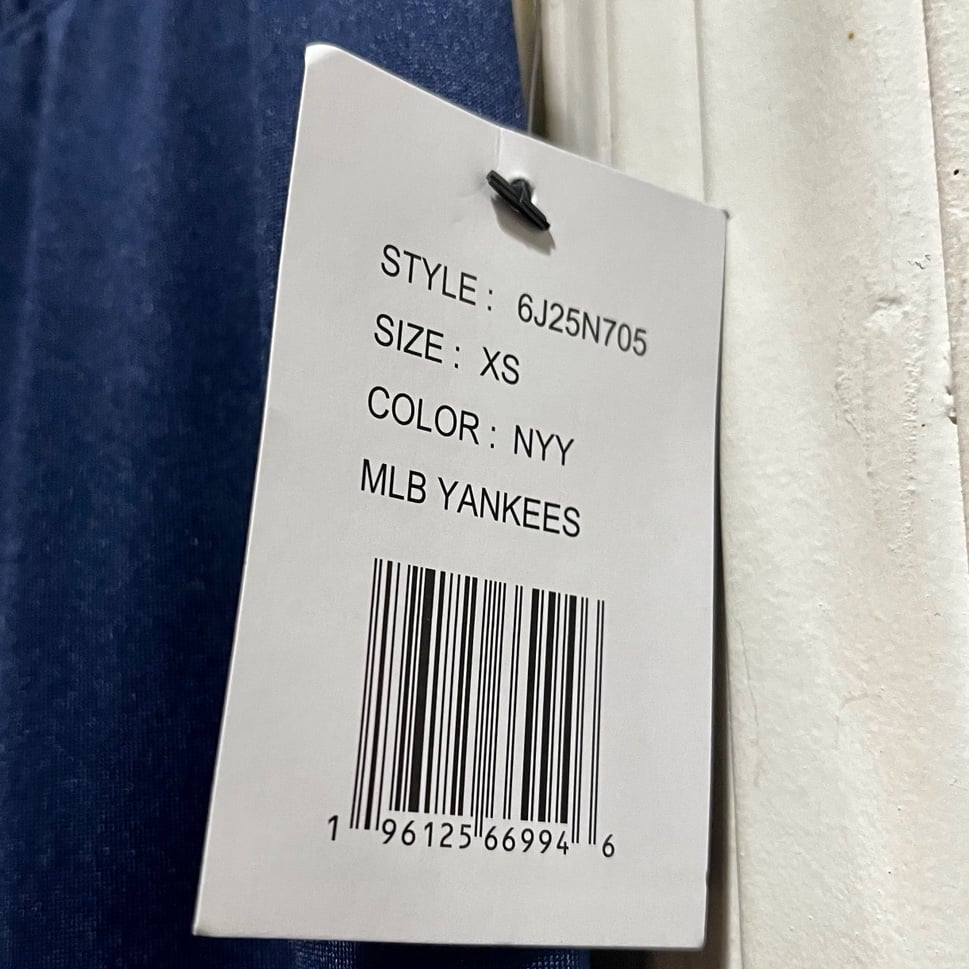 STYLE : 6J25N705
SIZE : XS
COLOR : NYY
MLB YANKEES
1 96125 66994 6